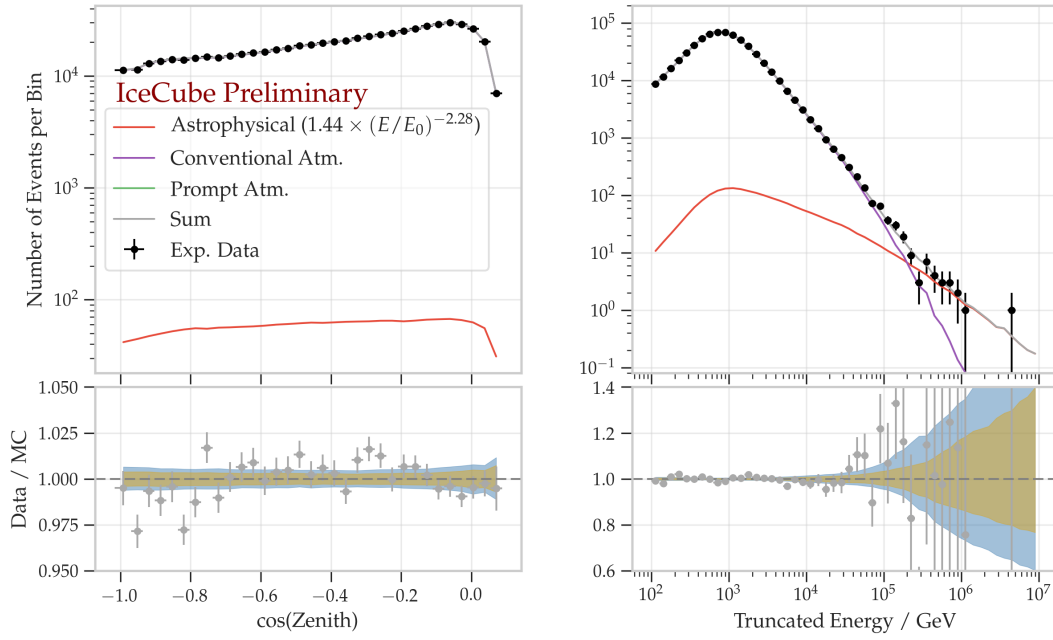 Number of Events per Bin
10^4
10^3
10^2
IceCube Preliminary
Astrophysical (1.44 × (E/E_0)^{-2.28})
Conventional Atm.
Prompt Atm.
Sum
Exp. Data
10^5
10^4
10^3
10^2
10^1
10^0
10^{-1}
Data / MC
1.050
1.025
1.000
0.975
0.950
−1.0 −0.8 −0.6 −0.4 −0.2 0.0
cos(Zenith)
1.4
1.2
1.0
0.8
0.6
10^2 10^3 10^4 10^5 10^6 10^7
Truncated Energy / GeV